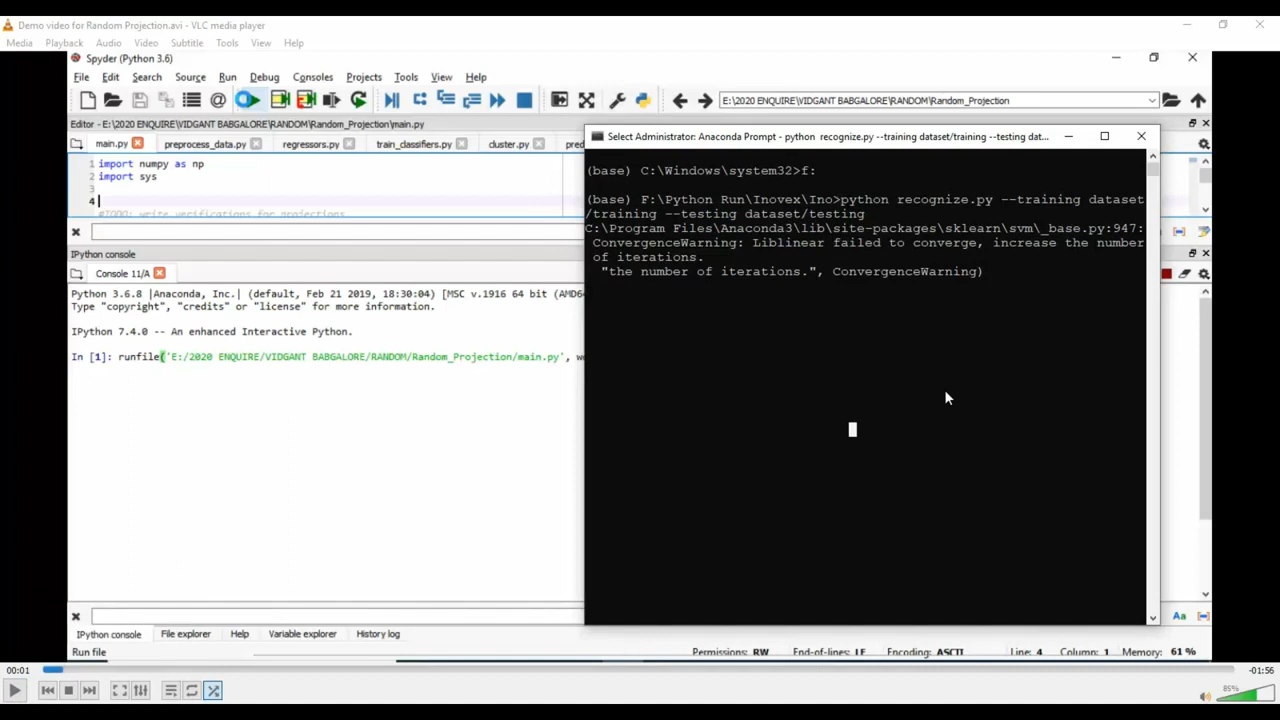 Demo video for Random Projection.avi - VLC media player
Media Playback Audio Video Subtitle Tools View Help
Spyder (Python 3.6)
File Edit Search Source Run Debug Consoles Projects Tools View Help
E:\2020 ENQUIRE\VIDGANT BABGALORE\RANDOM\Random_Projection
Editor - E:\2020 ENQUIRE\VIDGANT BABGALORE\RANDOM\Random_Projection\main.py
main.py preprocess_data.py regressors.py train_classifiers.py cluster.py pred
1 import numpy as np
2 import sys
3
4
#TODO: write verifications for projections
Python console
Console 11/A
Python 3.6.8 |Anaconda, Inc.| (default, Feb 21 2019, 18:30:04) [MSC v.1916 64 bit (AMD6
Type "copyright", "credits" or "license" for more information.
IPython 7.4.0 -- An enhanced Interactive Python.
In [1]: runfile('E:/2020 ENQUIRE/VIDGANT BABGALORE/RANDOM/Random_Projection/main.py', w
Select Administrator: Anaconda Prompt - python recognize.py --training dataset/training --testing dat...
(base) C:\Windows\system32>f:
(base) F:\Python Run\Inovex\Ino>python recognize.py --training dataset
/training --testing dataset/testing
C:\Program Files\Anaconda3\lib\site-packages\sklearn\svm\_base.py:947:
ConvergenceWarning: Liblinear failed to converge, increase the number
of iterations.
"the number of iterations.", ConvergenceWarning)
Aa
IPython console File explorer Help Variable explorer History log
Run file Permissions: RW End-of-lines: LF Encoding: ASCII Line: 4 Column: 1 Memory: 61 %
00:01 -01:56
85%